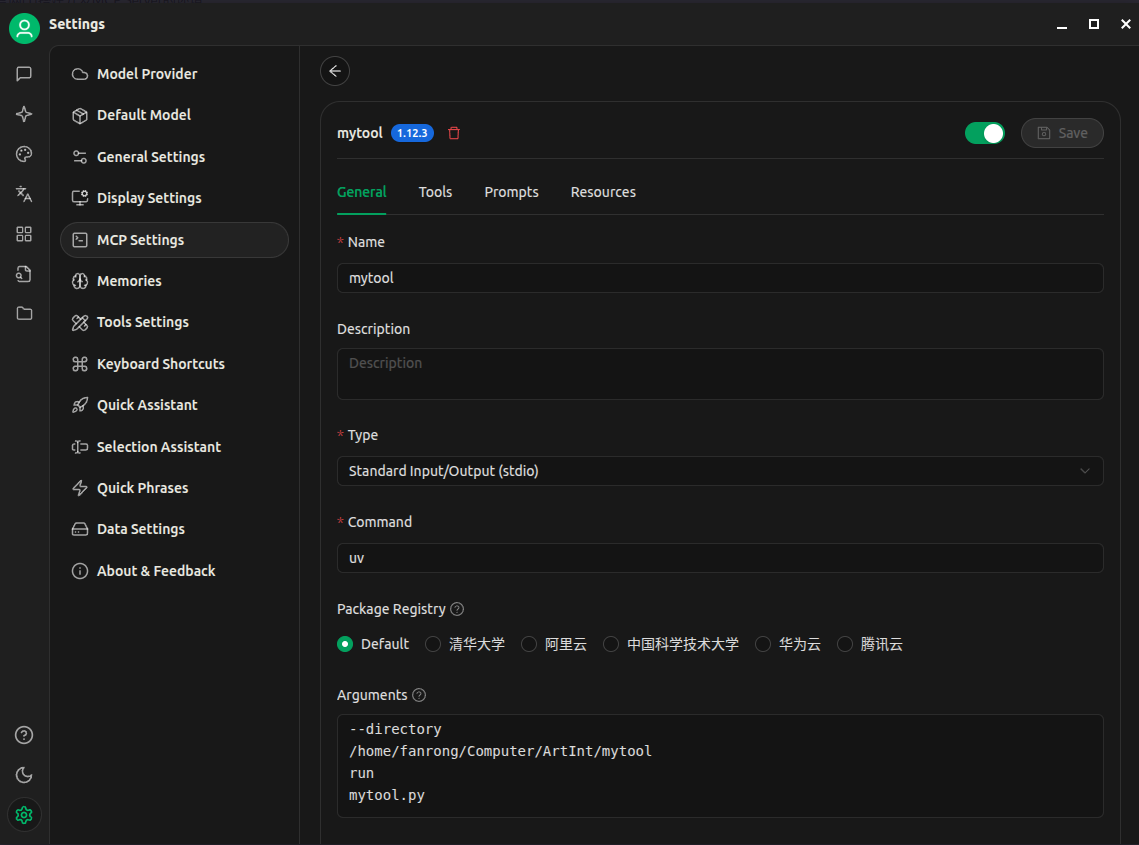 Settings
Model Provider
Default Model
General Settings
Display Settings
MCP Settings
Memories
Tools Settings
Keyboard Shortcuts
Quick Assistant
Selection Assistant
Quick Phrases
Data Settings
About & Feedback
mytool 1.12.3 Save
General Tools Prompts Resources
* Name
mytool
Description
Description
* Type
Standard Input/Output (stdio)
* Command
uv
Package Registry
Default 清华大学 阿里云 中国科学技术大学 华为云 腾讯云
Arguments
--directory
/home/fanrong/Computer/ArtInt/mytool
run
mytool.py